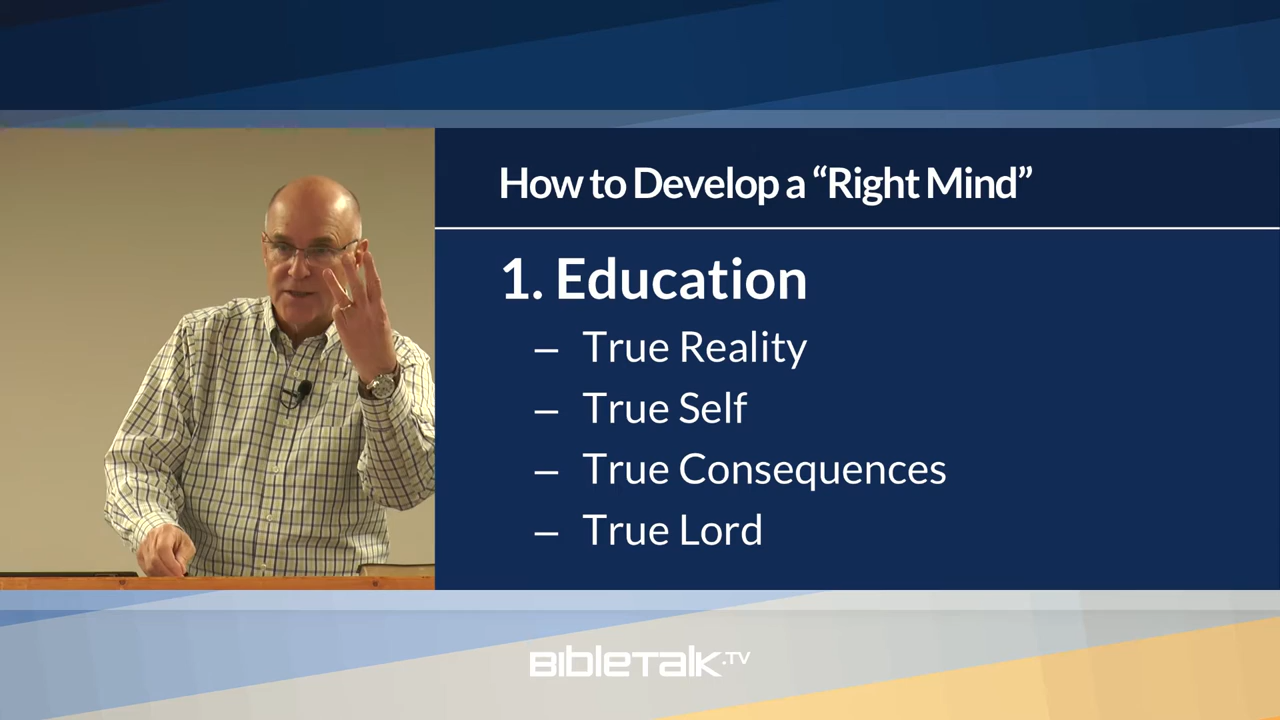 How to Develop a “Right Mind”
1. Education
– True Reality
– True Self
– True Consequences
– True Lord
BibleTalk.TV